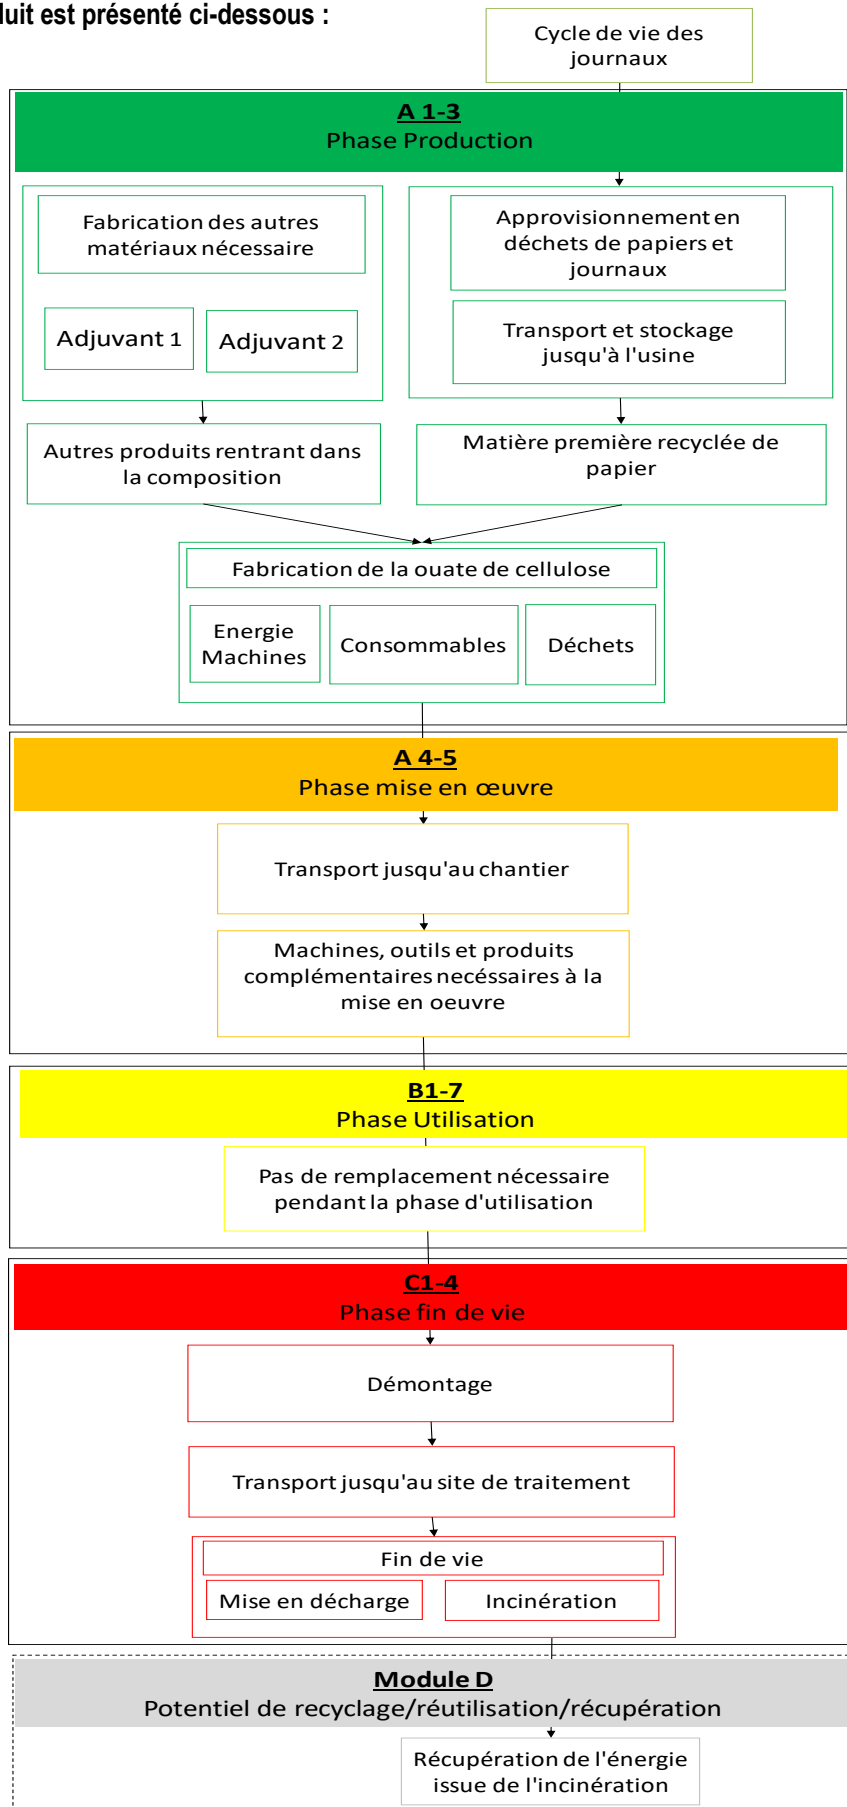 duit est présenté ci-dessous :
Cycle de vie des
journaux
A 1-3
Phase Production
Fabrication des autres
matériaux nécessaire
Adjuvant 1
Adjuvant 2
Approvisionnement en
déchets de papiers et
journaux
Transport et stockage
jusqu'à l'usine
Autres produits rentrant dans
la composition
Matière première recyclée de
papier
Fabrication de la ouate de cellulose
Energie
Machines
Consommables
Déchets
A 4-5
Phase mise en œuvre
Transport jusqu'au chantier
Machines, outils et produits
complémentaires necéssaires à la
mise en oeuvre
B1-7
Phase Utilisation
Pas de remplacement nécessaire
pendant la phase d'utilisation
C1-4
Phase fin de vie
Démontage
Transport jusqu'au site de traitement
Fin de vie
Mise en décharge
Incinération
Module D
Potentiel de recyclage/réutilisation/récupération
Récupération de l'énergie
issue de l'incinération